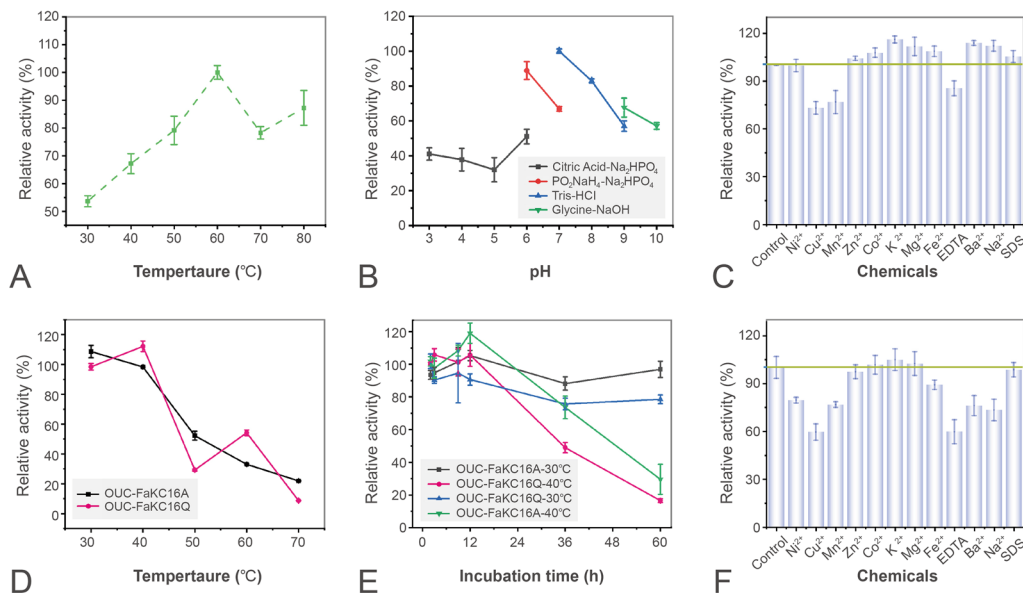 120
110
100
90
80
70
60
50
Relative activity (%)
30 40 50 60 70 80
Tempertaure (℃)
A
120
100
80
60
40
20
0
Relative activity (%)
Citric Acid-Na₂HPO₄
PO₂NaH₄-Na₂HPO₄
Tris-HCl
Glycine-NaOH
3 4 5 6 7 8 9 10
pH
B
120
90
60
30
0
Relative activity (%)
Control Ni²⁺ Cu²⁺ Mn²⁺ Zn²⁺ Co²⁺ K²⁺ Mg²⁺ Fe²⁺ EDTA Ba²⁺ Na²⁺ SDS
Chemicals
C
120
100
80
60
40
20
0
Relative activity (%)
OUC-FaKC16A
OUC-FaKC16Q
30 40 50 60 70
Tempertaure (℃)
D
120
100
80
60
40
20
0
Relative activity (%)
OUC-FaKC16A-30℃
OUC-FaKC16Q-40℃
OUC-FaKC16Q-30℃
OUC-FaKC16A-40℃
0 12 24 36 48 60
Incubation time (h)
E
120
90
60
30
0
Relative activity (%)
Control Ni²⁺ Cu²⁺ Mn²⁺ Zn²⁺ Co²⁺ K²⁺ Mg²⁺ Fe²⁺ EDTA Ba²⁺ Na²⁺ SDS
Chemicals
F